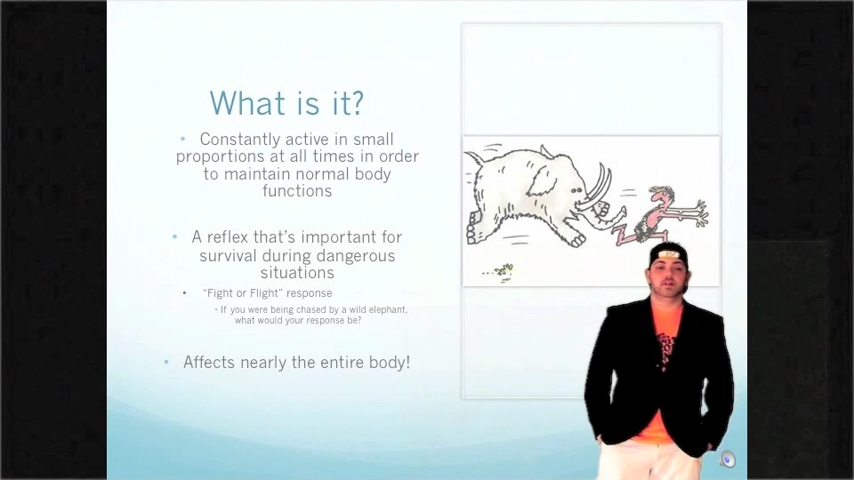 What is it?
• Constantly active in small
proportions at all times in order
to maintain normal body
functions
• A reflex that's important for
survival during dangerous
situations
• "Fight or Flight" response
• If you were being chased by a wild elephant,
what would your response be?
• Affects nearly the entire body!